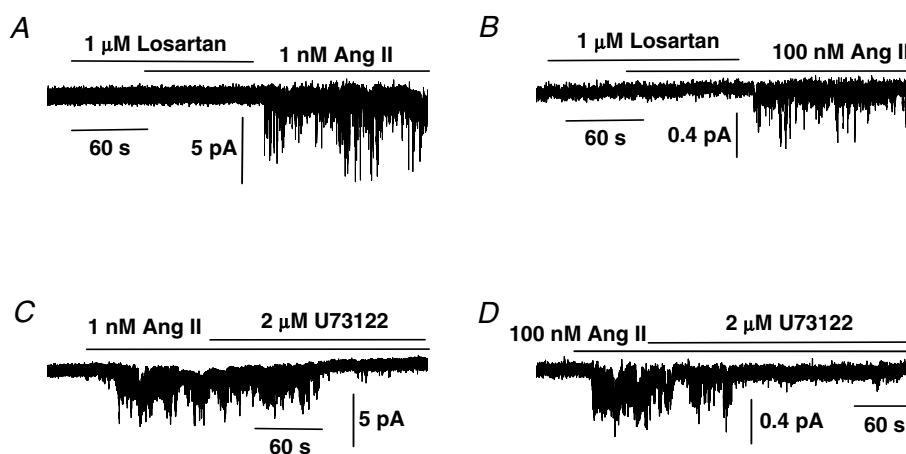 A
1 μM Losartan
1 nM Ang II
60 s
5 pA
B
1 μM Losartan
100 nM Ang II
60 s
0.4 pA
C
1 nM Ang II
2 μM U73122
60 s
5 pA
D
100 nM Ang II
2 μM U73122
0.4 pA
60 s